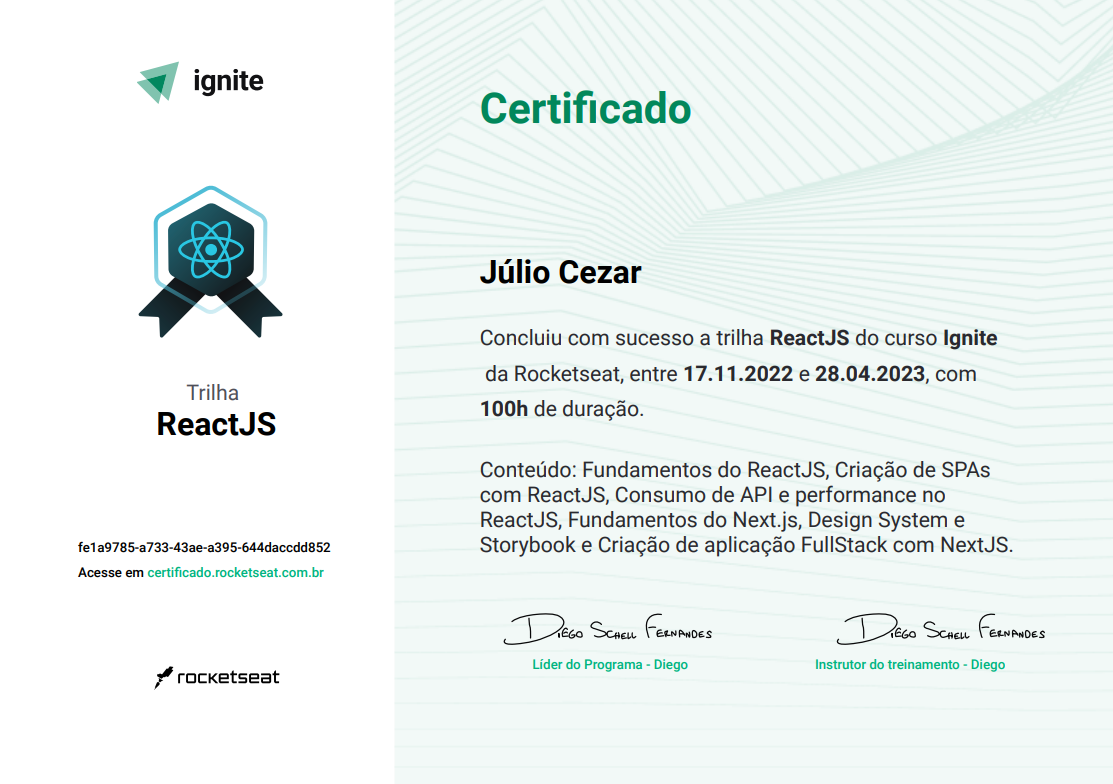 ignite
Trilha
ReactJS
fe1a9785-a733-43ae-a395-644daccdd852
Acesse em certificado.rocketseat.com.br
rocketseat
Certificado
Júlio Cezar
Concluiu com sucesso a trilha ReactJS do curso Ignite
da Rocketseat, entre 17.11.2022 e 28.04.2023, com
100h de duração.
Conteúdo: Fundamentos do ReactJS, Criação de SPAs
com ReactJS, Consumo de API e performance no
ReactJS, Fundamentos do Next.js, Design System e
Storybook e Criação de aplicação FullStack com NextJS.
Diego Schell Fernandes
Líder do Programa - Diego
Diego Schell Fernandes
Instrutor do treinamento - Diego